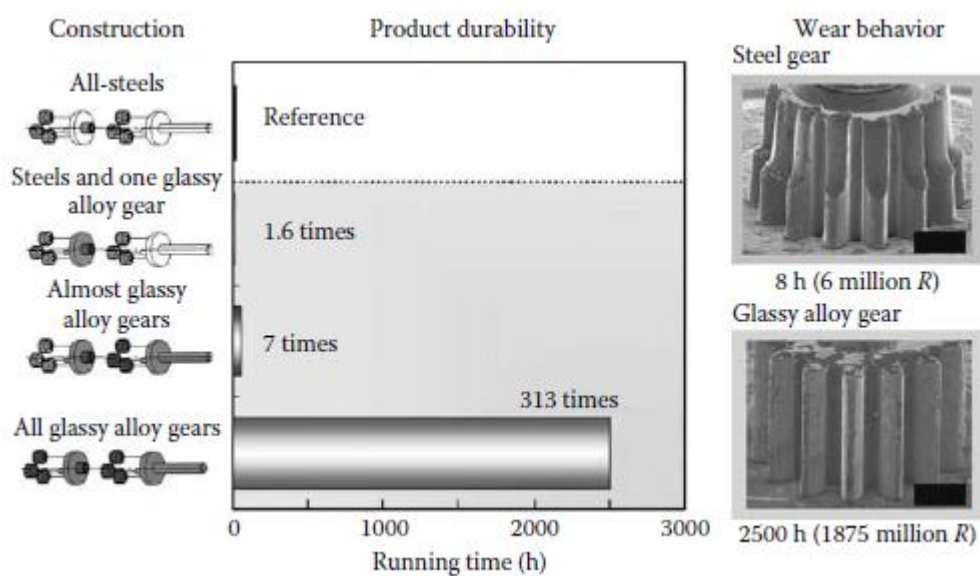 Construction
Product durability
Wear behavior
All-steels
Reference
Steel gear
Steels and one glassy
alloy gear
1.6 times
8 h (6 million R)
Almost glassy
alloy gears
7 times
Glassy alloy gear
All glassy alloy gears
313 times
0
1000
2000
3000
Running time (h)
2500 h (1875 million R)